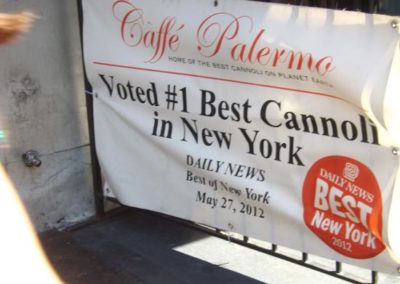 Caffé Palermo
HOME OF THE BEST CANNOLI ON PLANET EARTH
Voted #1 Best Cannoli
in New York
DAILY NEWS
Best of New York
May 27, 2012
DAILY NEWS
BEST
New York
2012